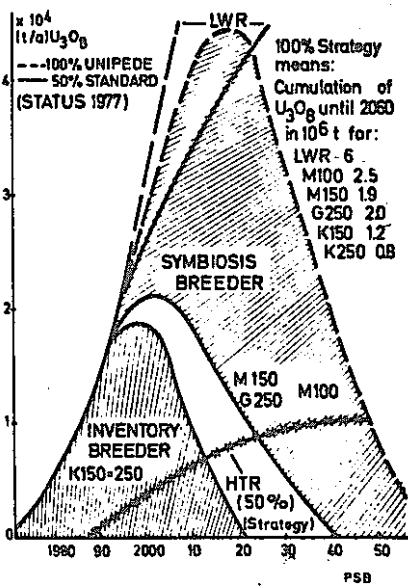 x 10⁴
(t/a)U₃O₈
LWR
---100% UNIPEDE
— 50% STANDARD
(STATUS 1977)
100% Strategy
means:
Cumulation of
U₃O₈ until 2060
in 10⁶ t for:
LWR-6
M100 2.5
M150 1.9
G250 2.0
K150 1.2
K250 0.8
4
3
SYMBIOSIS
BREEDER
2
M150 M100
G250
1
INVENTORY
BREEDER
K150=250
HTR
(50%)
(Strategy)
0
1980 90 2000 10 20 30 40 50
PSB